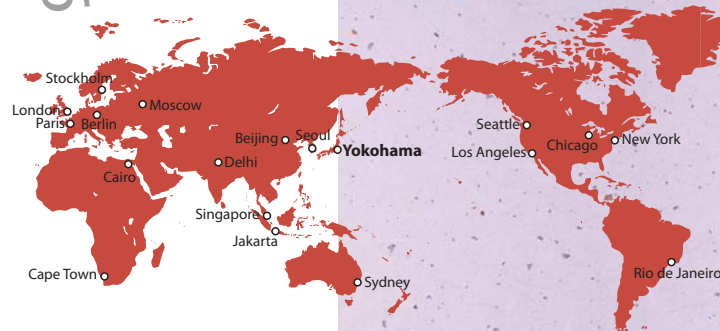 Stockholm
London
Moscow
Paris
Berlin
Seattle
Beijing
Seoul
Chicago
New York
Yokohama
Los Angeles
Delhi
Cairo
Singapore
Jakarta
Cape Town
Rio de Janeiro
Sydney